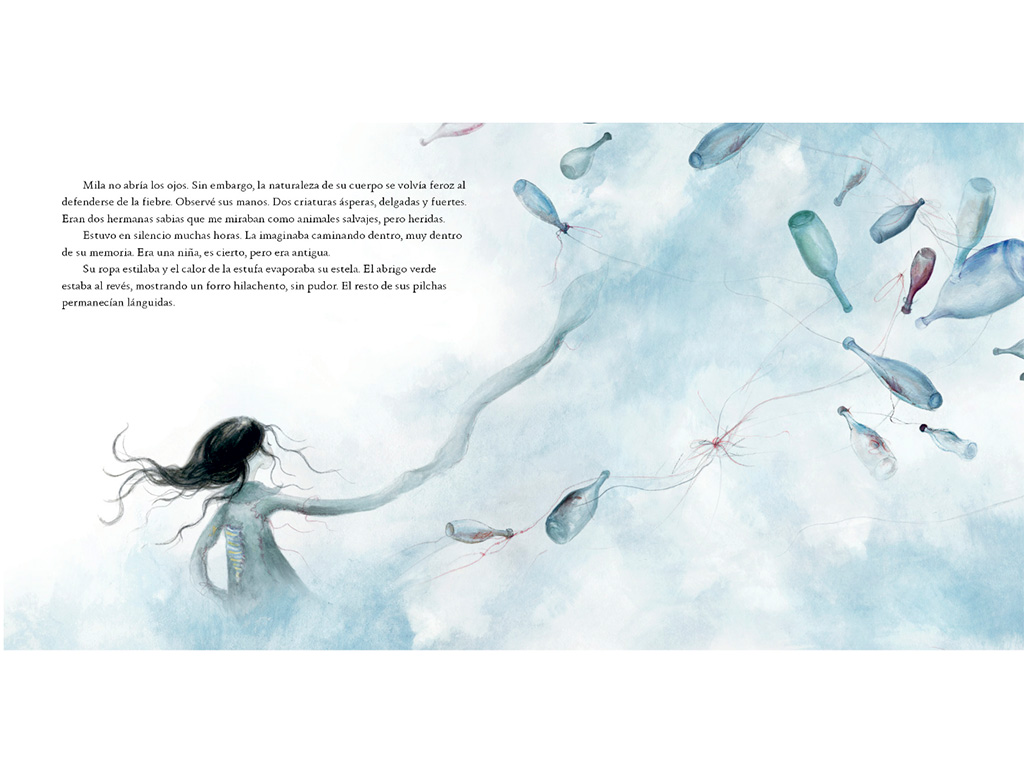 Mila no abría los ojos. Sin embargo, la naturaleza de su cuerpo se volvía feroz al
defenderse de la fiebre. Observé sus manos. Dos criaturas ásperas, delgadas y fuertes.
Eran dos hermanas sabias que me miraban como animales salvajes, pero heridas.
Estuvo en silencio muchas horas. La imaginaba caminando dentro, muy dentro
de su memoria. Era una niña, es cierto, pero era antigua.
Su ropa estilaba y el calor de la estufa evaporaba su estela. El abrigo verde
estaba al revés, mostrando un forro hilachento, sin pudor. El resto de sus pilchas
permanecían lánguidas.